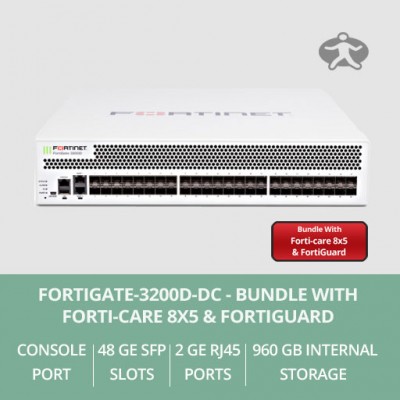 FORTINET
FORTINET
Bundle With
Forti-care 8x5
& FortiGuard
FORTIGATE-3200D-DC - BUNDLE WITH
FORTI-CARE 8X5 & FORTIGUARD
CONSOLE PORT
48 GE SFP SLOTS
2 GE RJ45 PORTS
960 GB INTERNAL STORAGE